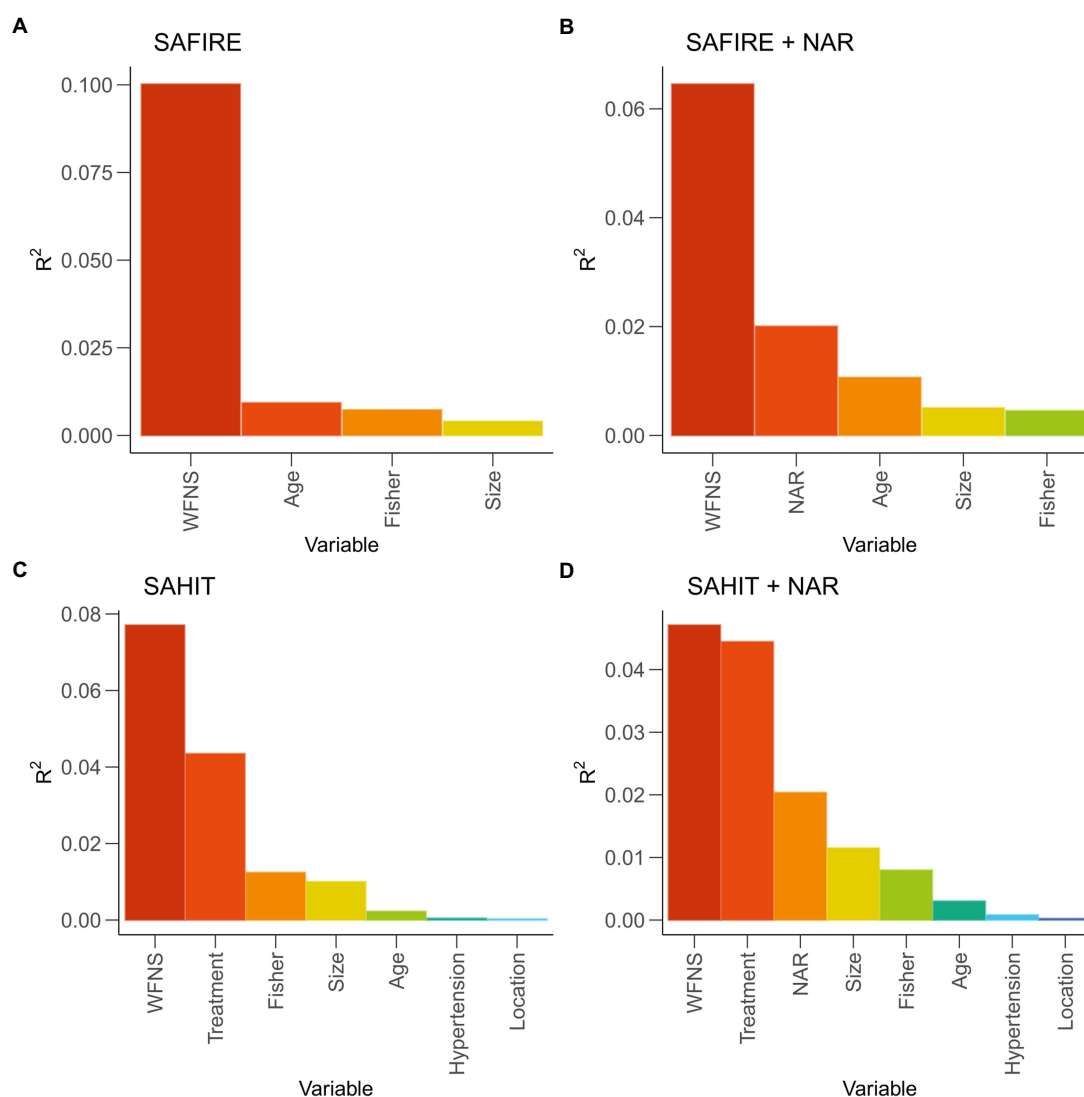 A
SAFIRE
R²
0.100
0.075
0.050
0.025
0.000
WFNS
Age
Fisher
Size
Variable
B
SAFIRE + NAR
R²
0.06
0.04
0.02
0.00
WFNS
NAR
Age
Size
Fisher
Variable
C
SAHIT
R²
0.08
0.06
0.04
0.02
0.00
WFNS
Treatment
Fisher
Size
Age
Hypertension
Location
Variable
D
SAHIT + NAR
R²
0.04
0.03
0.02
0.01
0.00
WFNS
Treatment
NAR
Size
Fisher
Age
Hypertension
Location
Variable